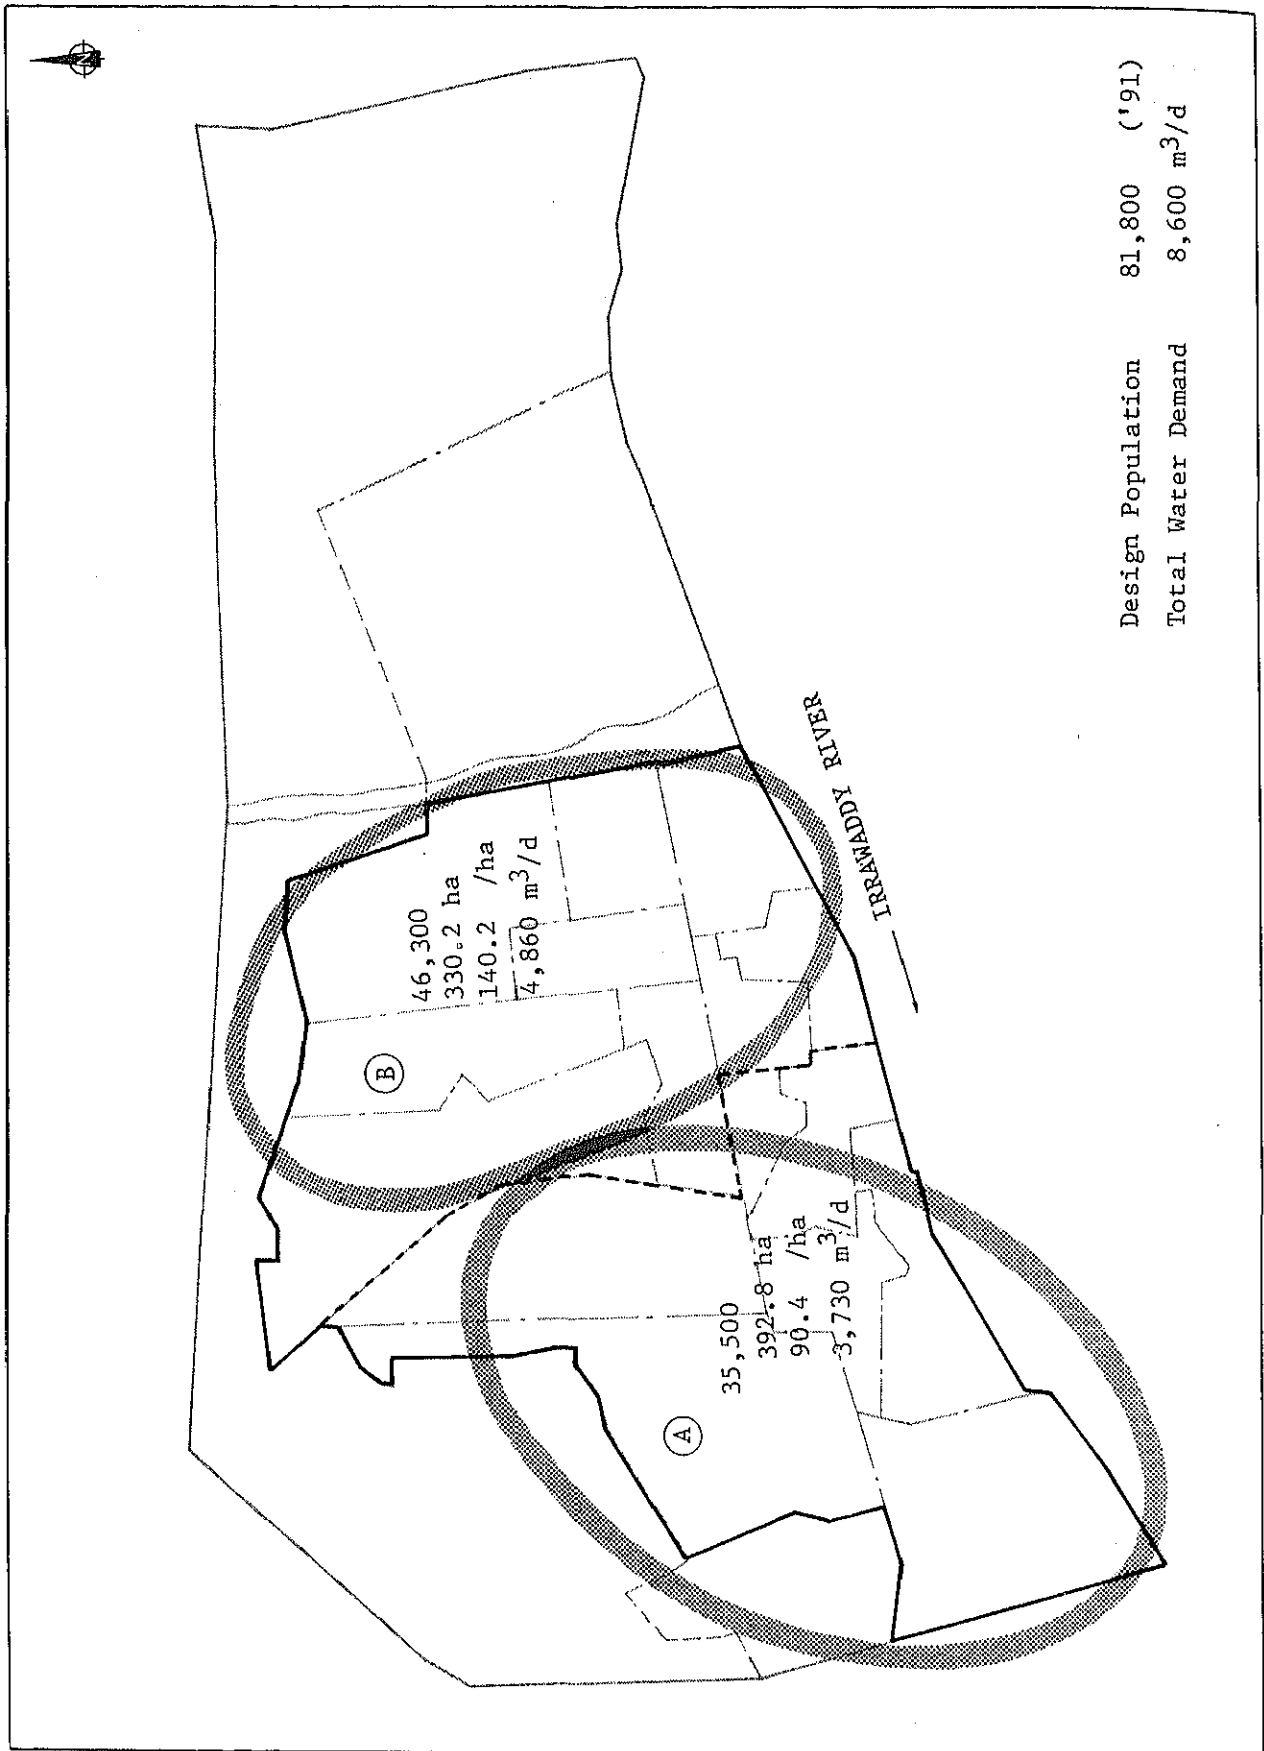 N
B
46,300
330.2 ha
140.2 /ha
4,860 m³/d
A
35,500
392.8 ha
90.4 /ha
3,730 m³/d
IRRAWADDY RIVER
Design Population 81,800 ('91)
Total Water Demand 8,600 m³/d